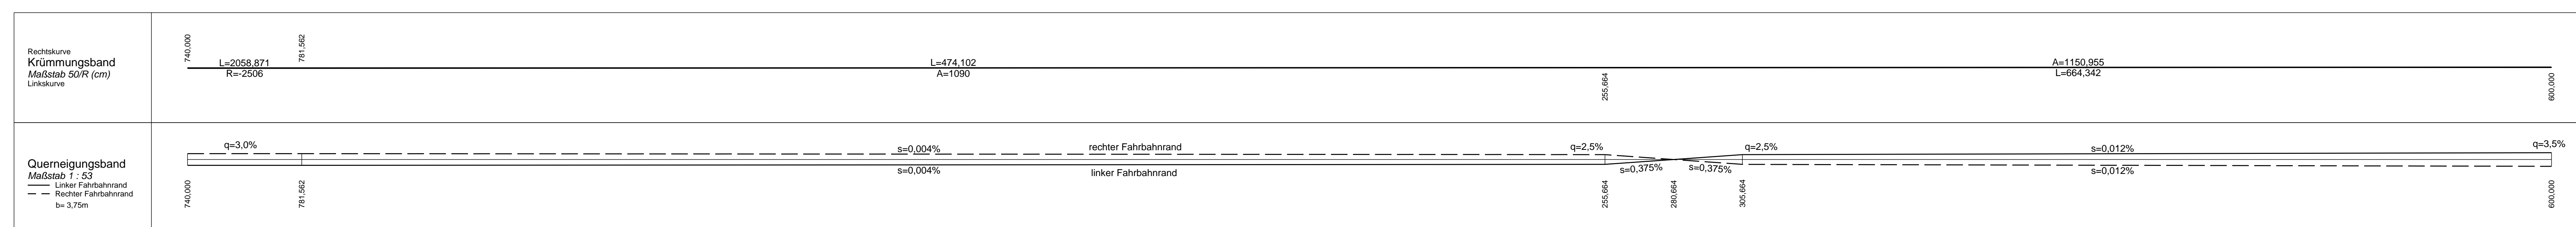 Rechtskurve
Krümmungsband
Maßstab 50/R (cm)
Linkskurve
740,000
781,562
L=2058,871
R=-2506
L=474,102
A=1090
255,664
A=1150,955
L=664,342
600,000
Querneigungsband
Maßstab 1 : 53
Linker Fahrbahnrand
Rechter Fahrbahnrand
b= 3,75m
q=3,0%
s=0,004%
rechter Fahrbahnrand
q=2,5%
q=2,5%
s=0,012%
q=3,5%
s=0,004%
linker Fahrbahnrand
s=0,375%
s=0,375%
s=0,012%
740,000
781,562
255,664
280,664
305,664
600,000